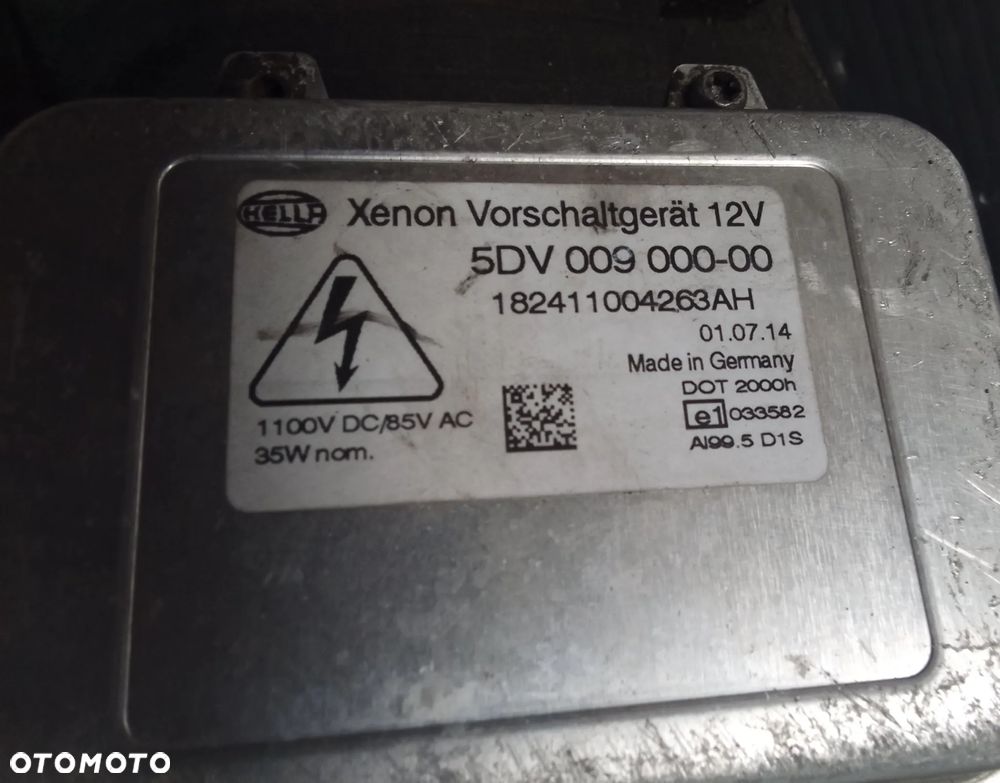 HELLA Xenon Vorschaltgerät 12V
5DV 009 000-00
182411004263AH
01.07.14
Made in Germany
DOT 2000h
e1 033582
Al99.5 D1S
1100V DC/85V AC
35W nom.
OTOMOTO